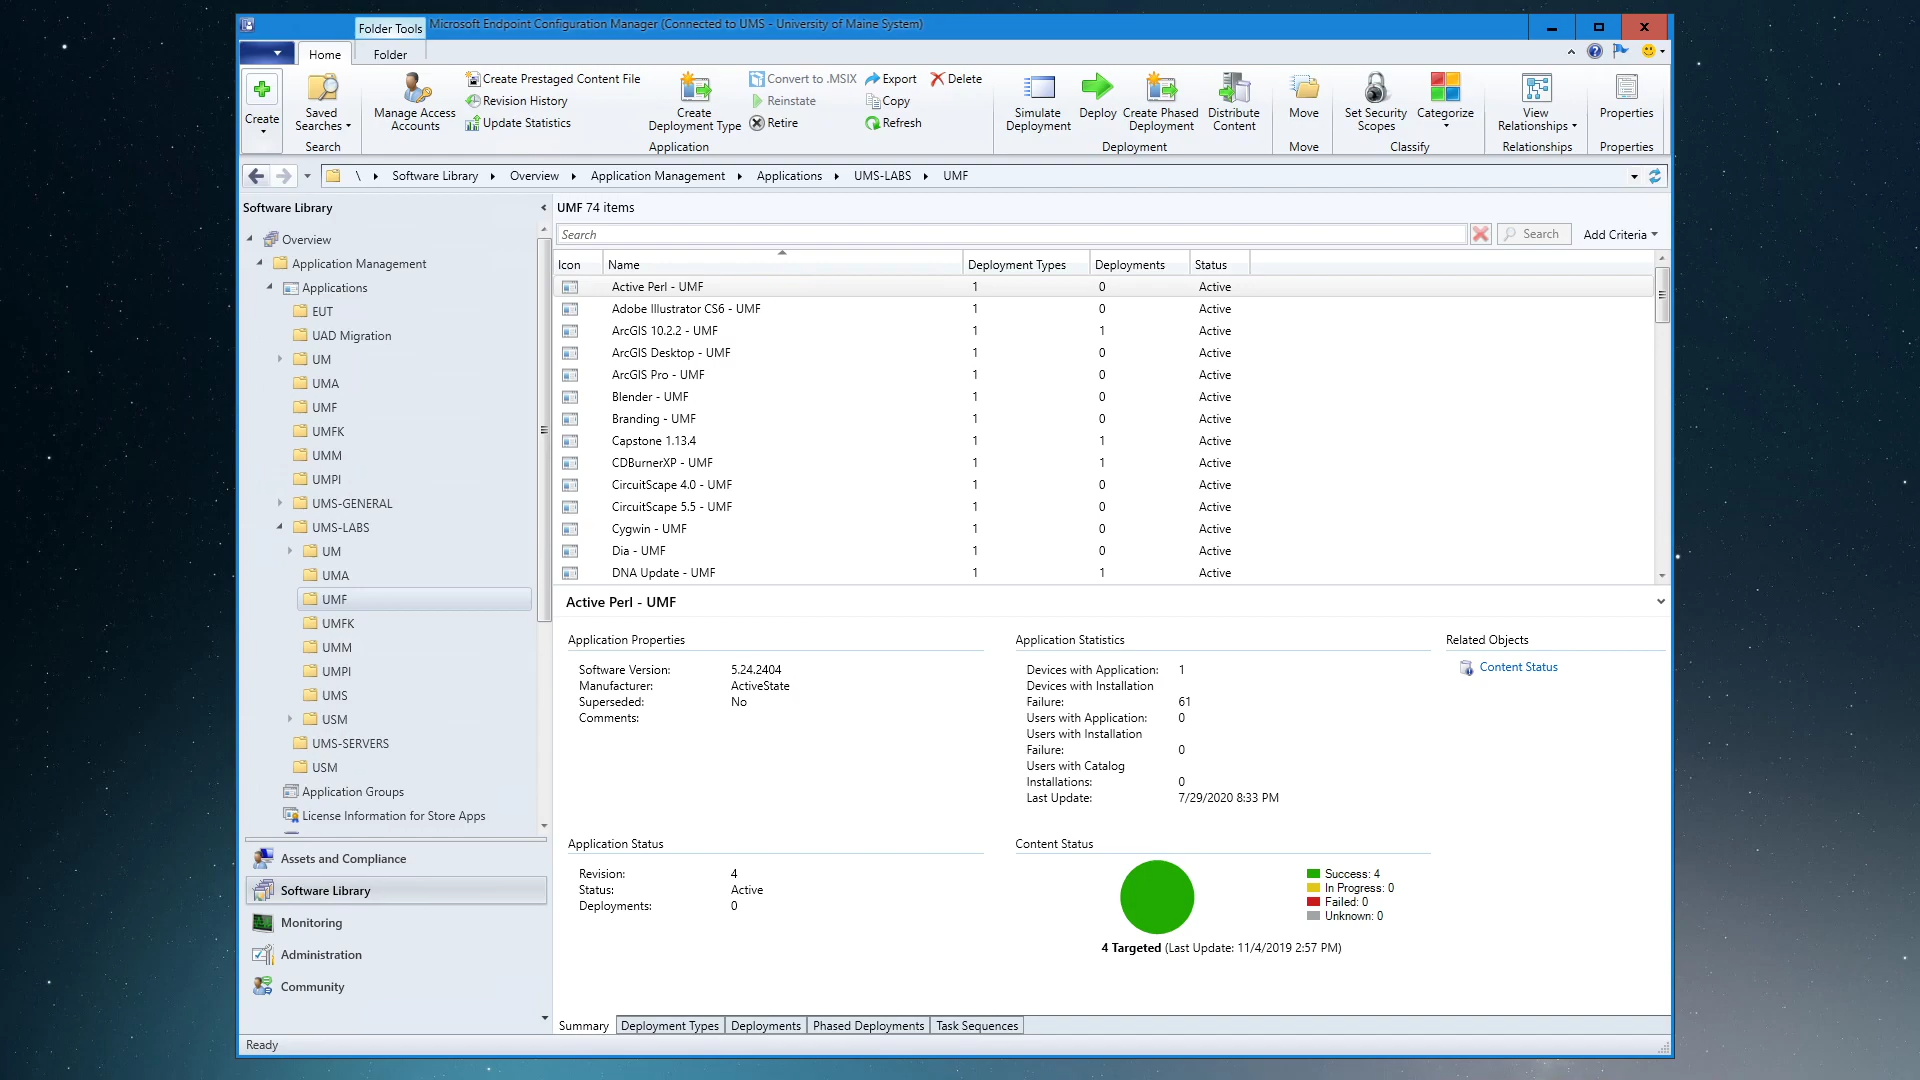 Folder Tools
Microsoft Endpoint Configuration Manager (Connected to UMS - University of Maine System)
Home
Folder
Create
Saved Searches
Search
Manage Access Accounts
Create Prestaged Content File
Revision History
Update Statistics
Create Deployment Type
Convert to .MSIX
Reinstate
Retire
Export
Copy
Refresh
Delete
Application
Simulate Deployment
Deploy
Create Phased Deployment
Distribute Content
Deployment
Move
Move
Set Security Scopes
Categorize
Classify
View Relationships
Relationships
Properties
Properties
\ Software Library Overview Application Management Applications UMS-LABS UMF
Software Library
Overview
Application Management
Applications
EUT
UAD Migration
UM
UMA
UMF
UMFK
UMM
UMPI
UMS-GENERAL
UMS-LABS
UM
UMA
UMF
UMFK
UMM
UMPI
UMS
USM
UMS-SERVERS
USM
Application Groups
License Information for Store Apps
Assets and Compliance
Software Library
Monitoring
Administration
Community
UMF 74 items
Search
Search
Add Criteria
Icon Name Deployment Types Deployments Status
Active Perl - UMF 1 0 Active
Adobe Illustrator CS6 - UMF 1 0 Active
ArcGIS 10.2.2 - UMF 1 1 Active
ArcGIS Desktop - UMF 1 0 Active
ArcGIS Pro - UMF 1 0 Active
Blender - UMF 1 0 Active
Branding - UMF 1 0 Active
Capstone 1.13.4 1 1 Active
CDBurnerXP - UMF 1 1 Active
CircuitScape 4.0 - UMF 1 0 Active
CircuitScape 5.5 - UMF 1 0 Active
Cygwin - UMF 1 0 Active
Dia - UMF 1 0 Active
DNA Update - UMF 1 1 Active
Active Perl - UMF
Application Properties
Software Version: 5.24.2404
Manufacturer: ActiveState
Superseded: No
Comments:
Application Statistics
Devices with Application: 1
Devices with Installation
Failure: 61
Users with Application: 0
Users with Installation
Failure: 0
Users with Catalog
Installations: 0
Last Update: 7/29/2020 8:33 PM
Related Objects
Content Status
Application Status
Revision: 4
Status: Active
Deployments: 0
Content Status
Success: 4
In Progress: 0
Failed: 0
Unknown: 0
4 Targeted (Last Update: 11/4/2019 2:57 PM)
Summary
Deployment Types
Deployments
Phased Deployments
Task Sequences
Ready